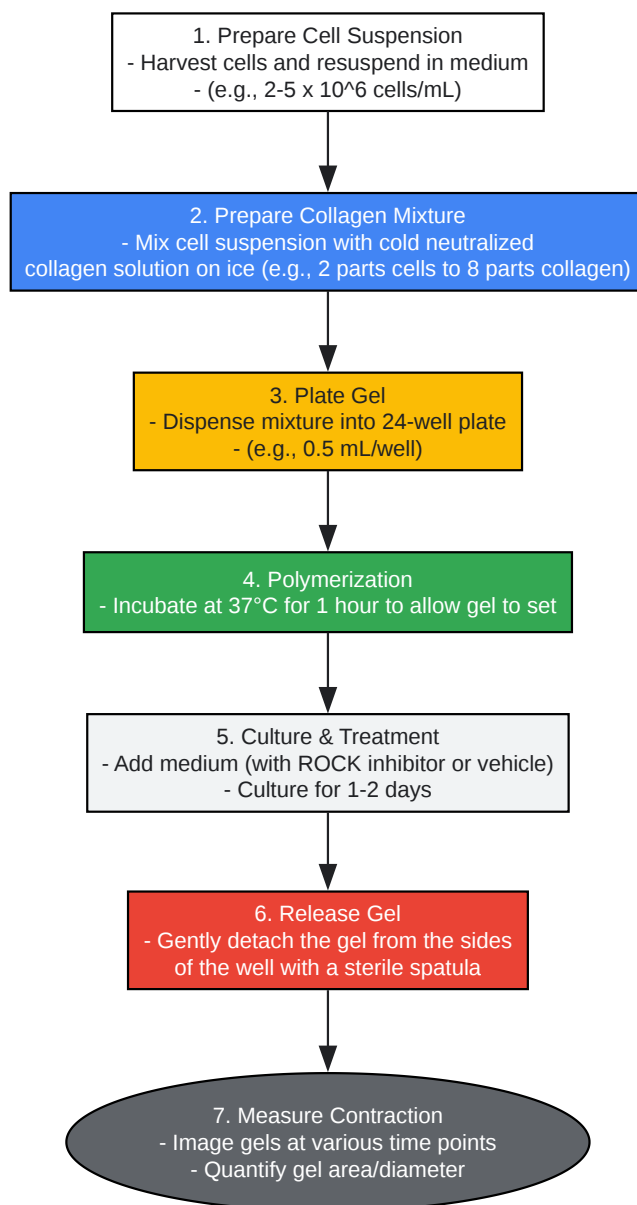 1. Prepare Cell Suspension
- Harvest cells and resuspend in medium
- (e.g., 2-5 x 10^6 cells/mL)
2. Prepare Collagen Mixture
- Mix cell suspension with cold neutralized
collagen solution on ice (e.g., 2 parts cells to 8 parts collagen)
3. Plate Gel
- Dispense mixture into 24-well plate
- (e.g., 0.5 mL/well)
4. Polymerization
- Incubate at 37°C for 1 hour to allow gel to set
5. Culture & Treatment
- Add medium (with ROCK inhibitor or vehicle)
- Culture for 1-2 days
6. Release Gel
- Gently detach the gel from the sides
of the well with a sterile spatula
7. Measure Contraction
- Image gels at various time points
- Quantify gel area/diameter